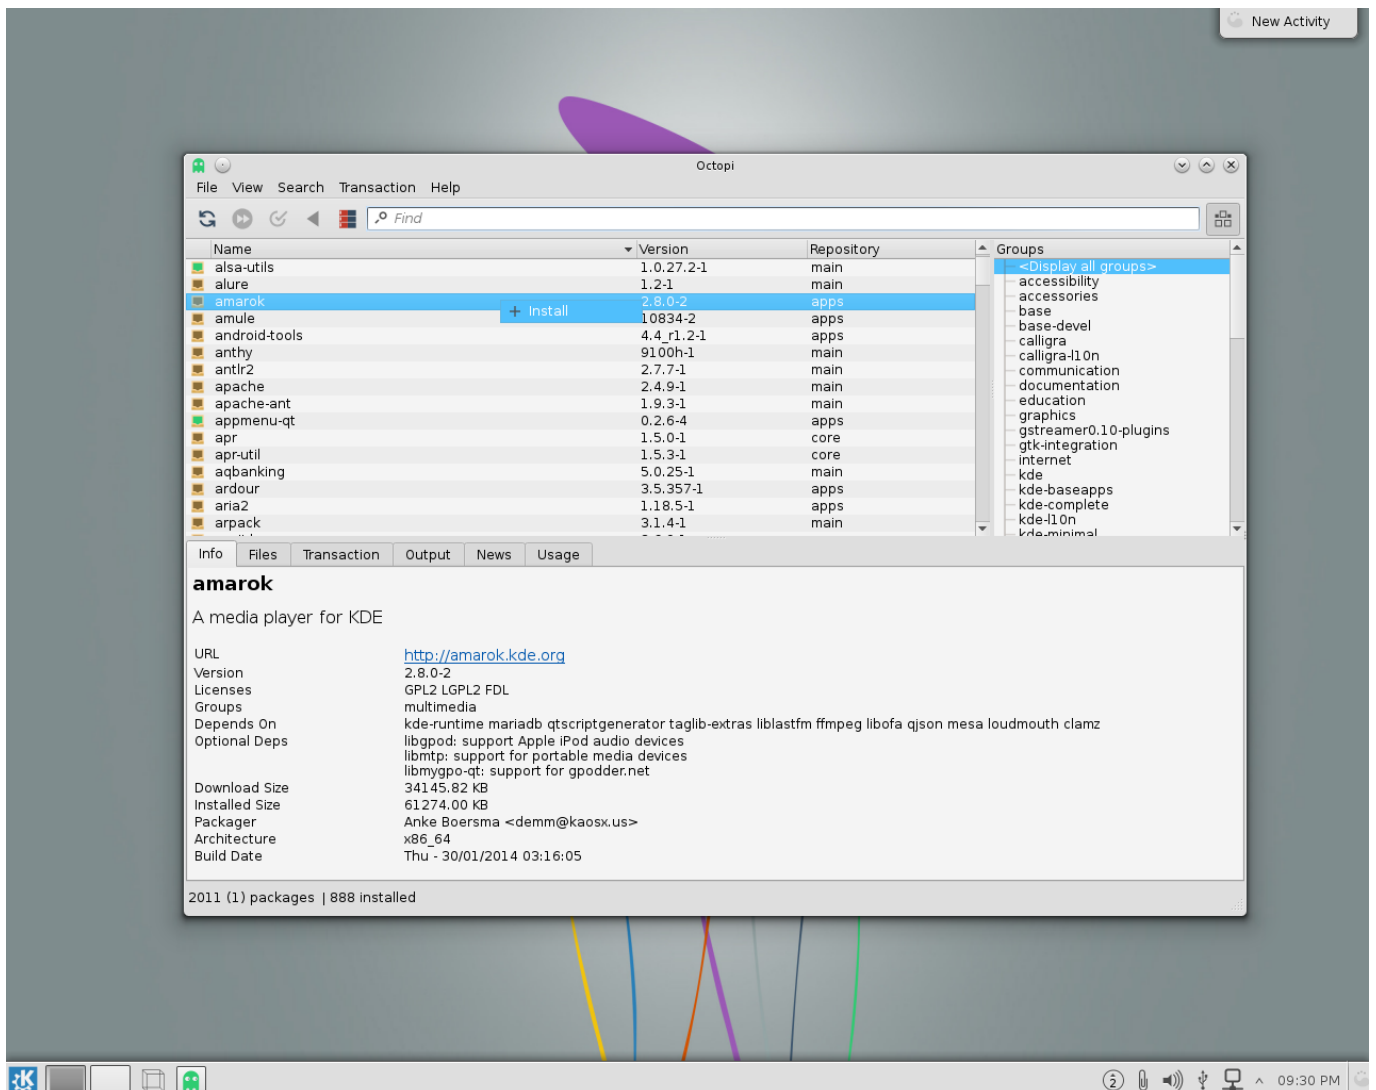 New Activity
Octopi
File View Search Transaction Help
Find
Name Version Repository Groups
alsa-utils 1.0.27.2-1 main <Display all groups>
alure 1.2-1 main accessibility
amarok 2.8.0-2 apps accessories
+ Install
amule 10834-2 apps base
android-tools 4.4_r1.2-1 apps base-devel
anthy 9100h-1 main calligra
antlr2 2.7.7-1 main calligra-l10n
apache 2.4.9-1 main communication
apache-ant 1.9.3-1 main documentation
appmenu-qt 0.2.6-4 apps education
apr 1.5.0-1 core graphics
apr-util 1.5.3-1 core gstreamer0.10-plugins
aqbanking 5.0.25-1 main gtk-integration
ardour 3.5.357-1 apps internet
aria2 1.18.5-1 apps kde
arpack 3.1.4-1 main kde-baseapps
kde-complete
kde-l10n
kde-minimal
Info Files Transaction Output News Usage
amarok
A media player for KDE
URL http://amarok.kde.org
Version 2.8.0-2
Licenses GPL2 LGPL2 FDL
Groups multimedia
Depends On kde-runtime mariadb qtscriptgenerator taglib-extras liblastfm ffmpeg libofa qjson mesa loudmouth clamz
Optional Deps libgpod: support Apple iPod audio devices
libmtp: support for portable media devices
libmygpo-qt: support for gpodder.net
Download Size 34145.82 KB
Installed Size 61274.00 KB
Packager Anke Boersma <demm@kaosx.us>
Architecture x86_64
Build Date Thu - 30/01/2014 03:16:05
2011 (1) packages | 888 installed
2 09:30 PM